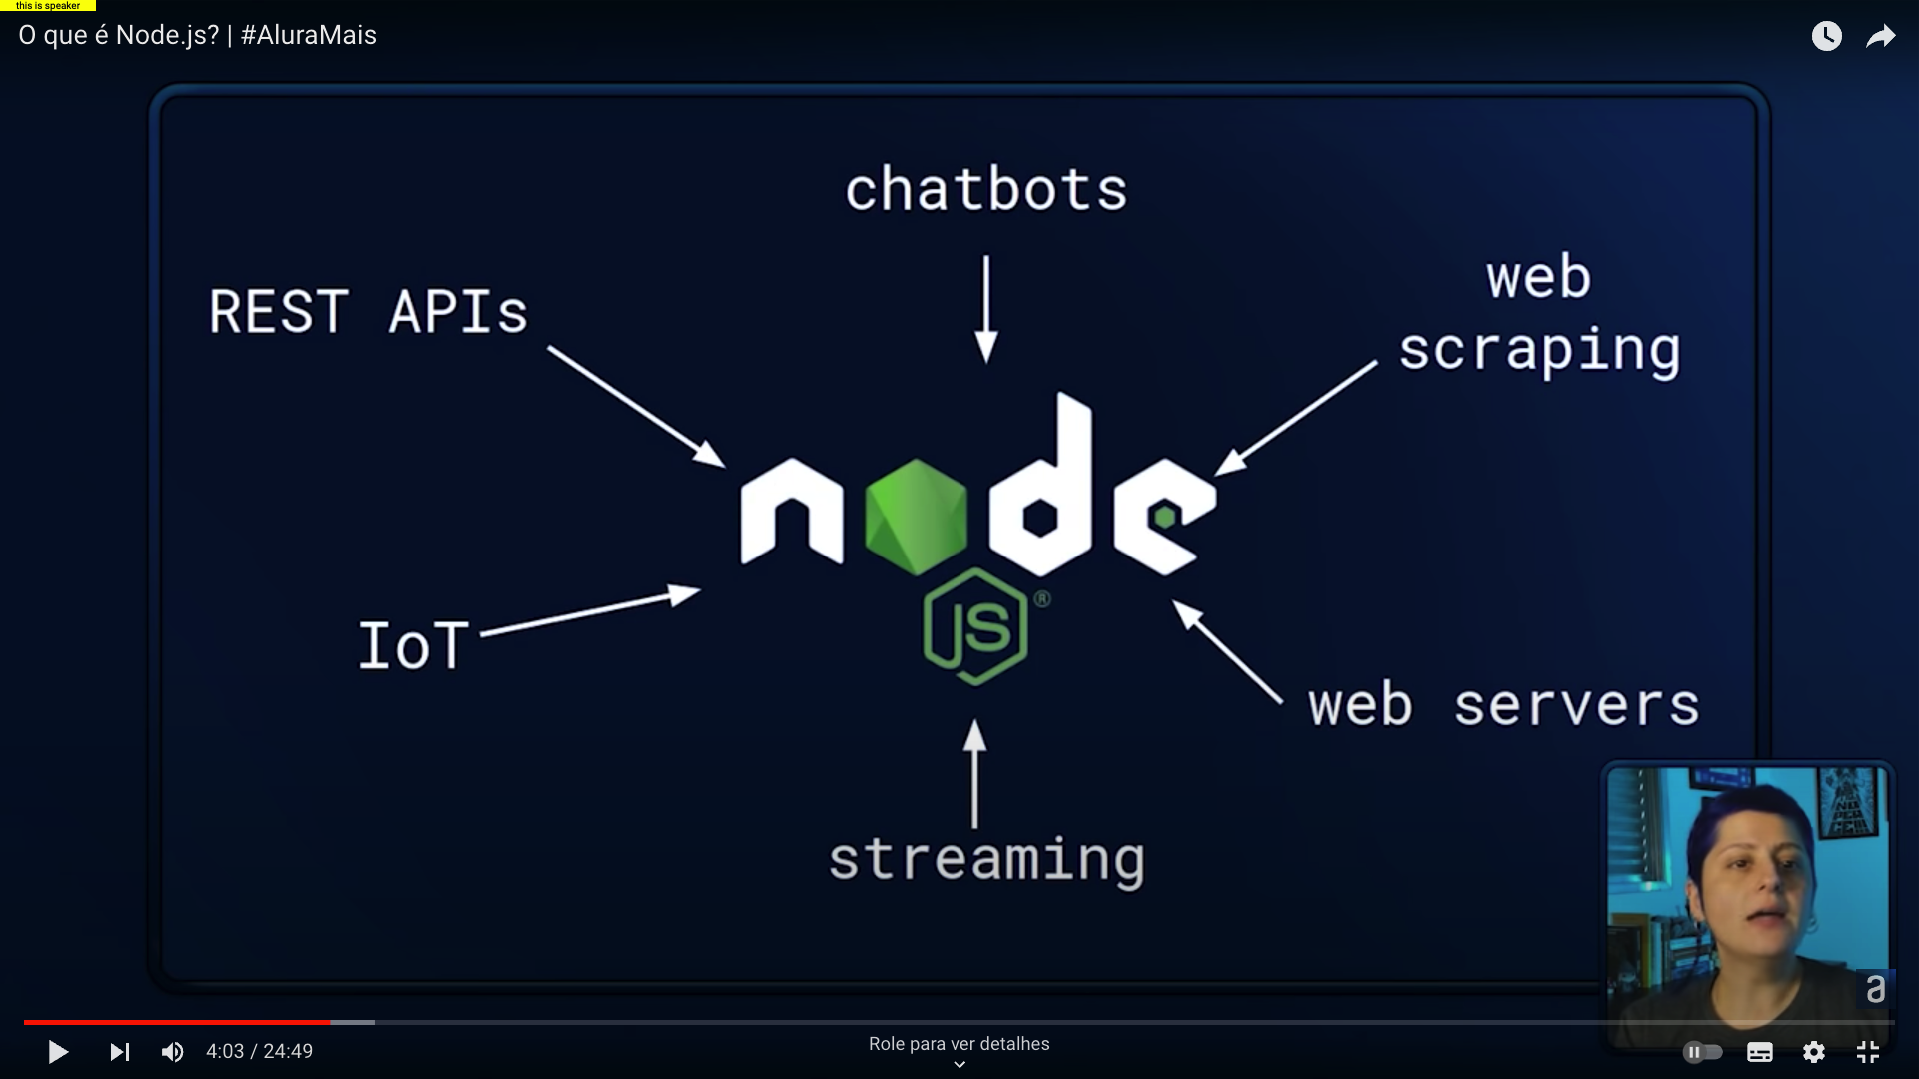 this is speaker
O que é Node.js? | #AluraMais
chatbots
REST APIs
web
scraping
node
JS ®
IoT
web servers
streaming
NO
a
4:03 / 24:49
Role para ver detalhes